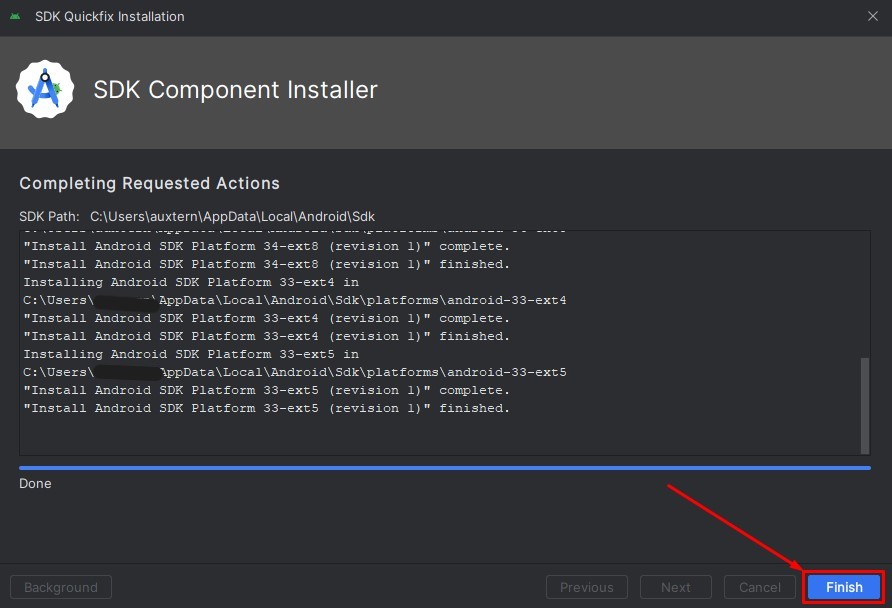 SDK Quickfix Installation
SDK Component Installer
Completing Requested Actions
SDK Path: C:\Users\auxtern\AppData\Local\Android\Sdk
"Install Android SDK Platform 34-ext8 (revision 1)" complete.
"Install Android SDK Platform 34-ext8 (revision 1)" finished.
Installing Android SDK Platform 33-ext4 in
C:\Users\ \AppData\Local\Android\Sdk\platforms\android-33-ext4
"Install Android SDK Platform 33-ext4 (revision 1)" complete.
"Install Android SDK Platform 33-ext4 (revision 1)" finished.
Installing Android SDK Platform 33-ext5 in
C:\Users\ AppData\Local\Android\Sdk\platforms\android-33-ext5
"Install Android SDK Platform 33-ext5 (revision 1)" complete.
"Install Android SDK Platform 33-ext5 (revision 1)" finished.
Done
Background Previous Next Cancel Finish